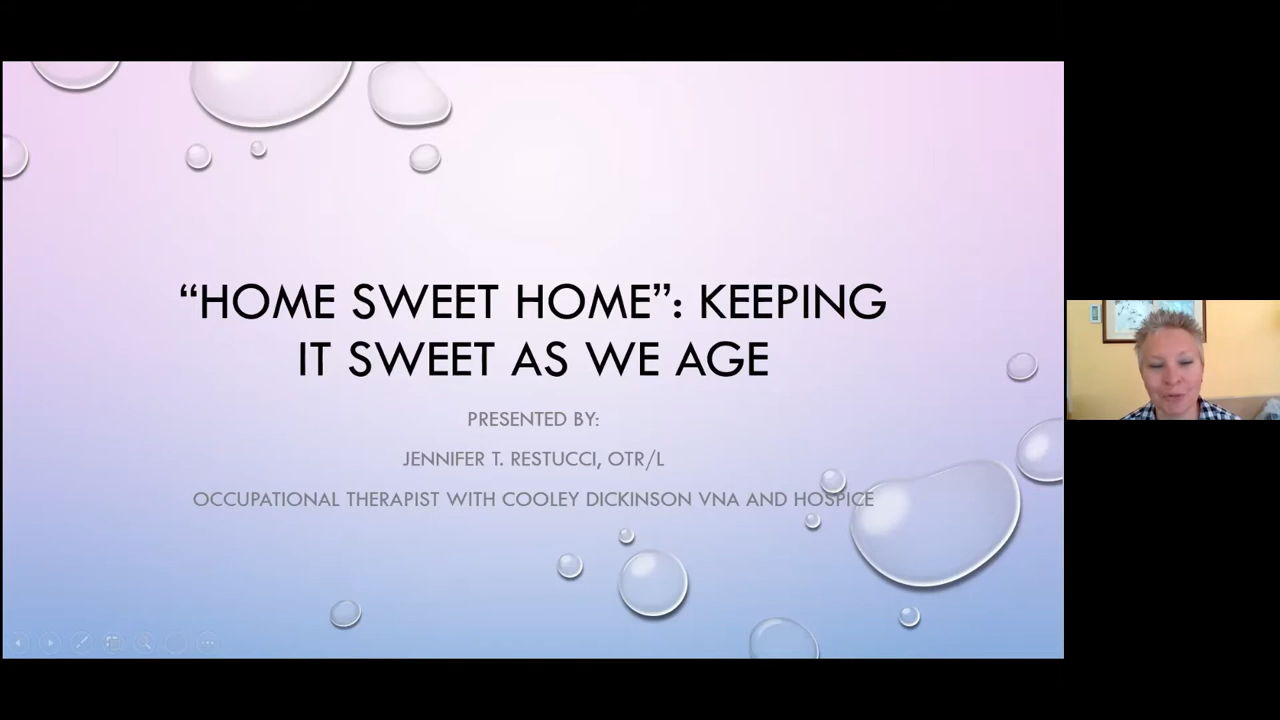 “HOME SWEET HOME”: KEEPING
IT SWEET AS WE AGE
PRESENTED BY:
JENNIFER T. RESTUCCI, OTR/L
OCCUPATIONAL THERAPIST WITH COOLEY DICKINSON VNA AND HOSPICE